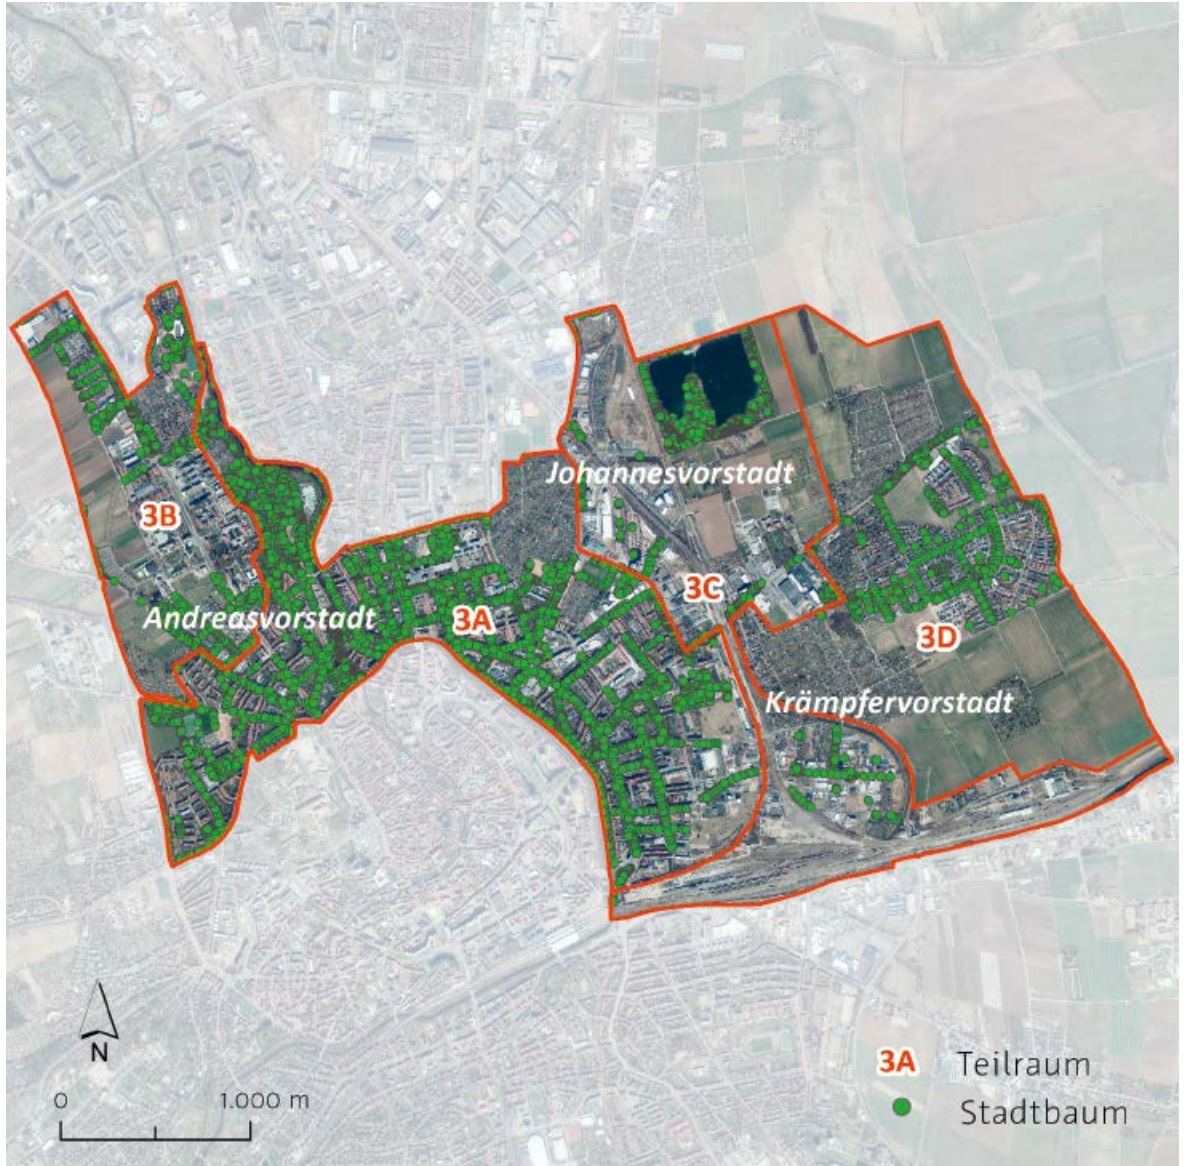 Johannesvorstadt
3B
3C
Andreasvorstadt
3A
3D
Krämpfervorstadt
N
0 1.000 m
3A Teilraum
Stadtbaum